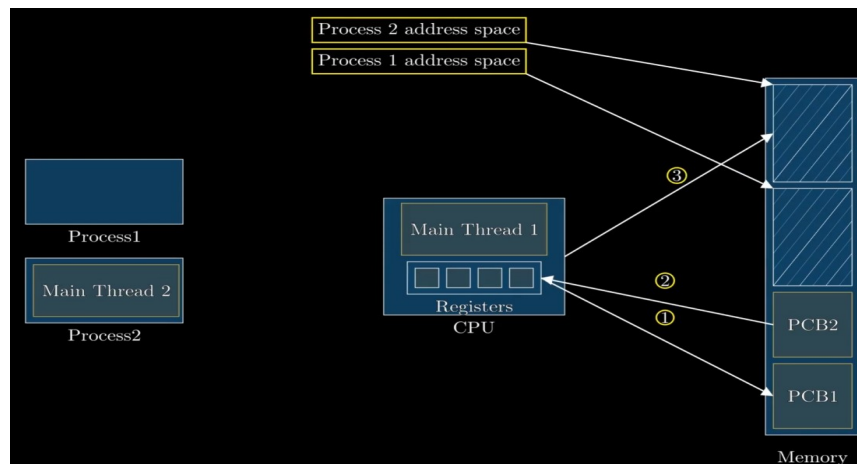 Process 2 address space
Process 1 address space
③
Process1
Main Thread 1
Main Thread 2
②
Registers
①
PCB2
CPU
Process2
PCB1
Memory